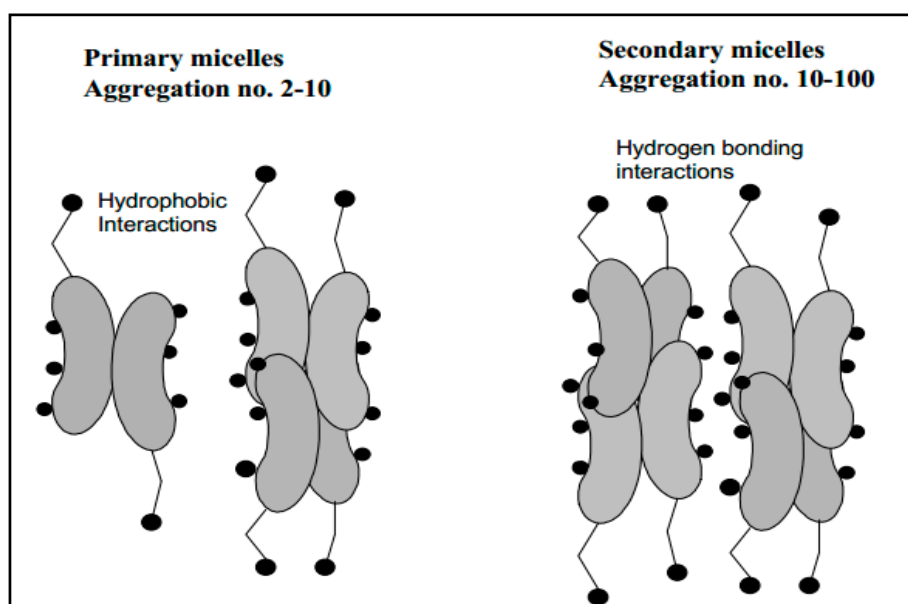 Primary micelles
Aggregation no. 2-10
Secondary micelles
Aggregation no. 10-100
Hydrophobic
Interactions
Hydrogen bonding
interactions